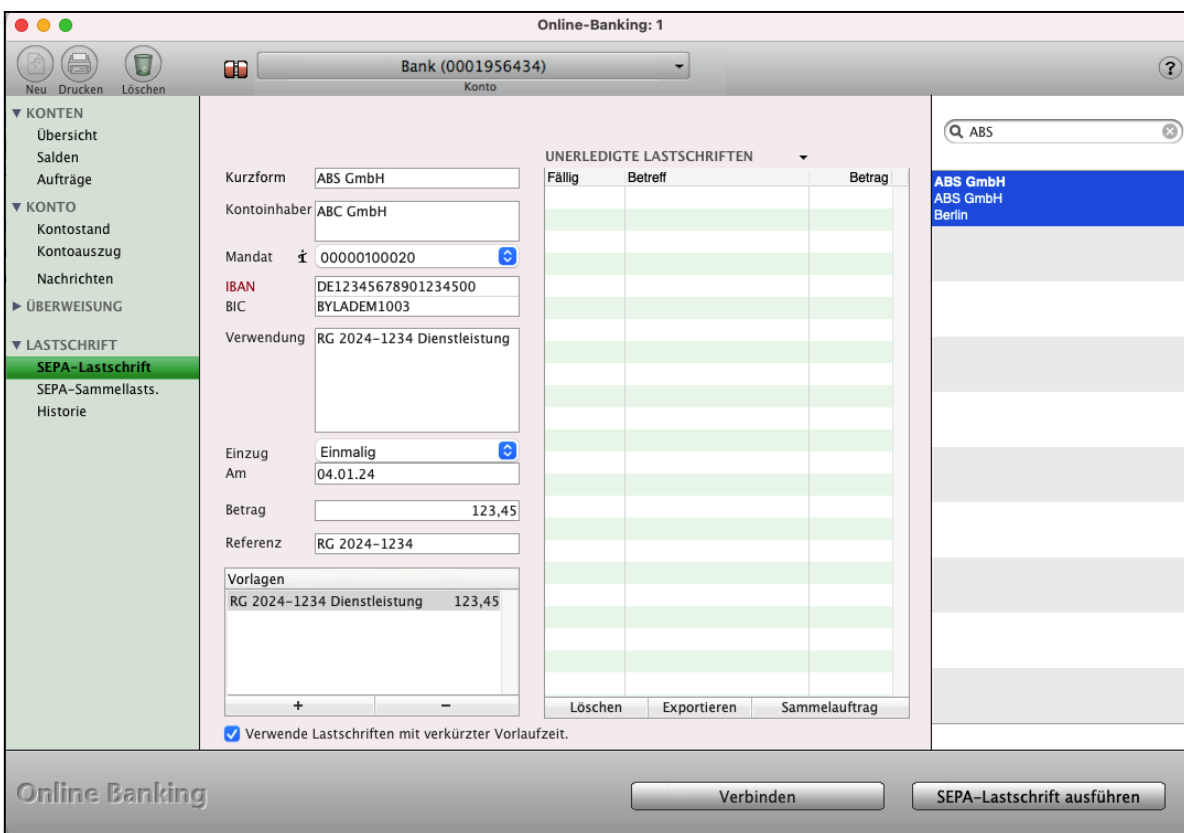 Online-Banking: 1
Neu Drucken Löschen
Bank (0001956434)
Konto
?
KONTEN
Übersicht
Salden
Aufträge
KONTO
Kontostand
Kontoauszug
Nachrichten
ÜBERWEISUNG
LASTSCHRIFT
SEPA-Lastschrift
SEPA-Sammellasts.
Historie
Kurzform ABS GmbH
Kontoinhaber ABC GmbH
Mandat i 00000100020
IBAN DE12345678901234500
BIC BYLADEM1003
Verwendung RG 2024-1234 Dienstleistung
Einzug Einmalig
Am 04.01.24
Betrag 123,45
Referenz RG 2024-1234
Vorlagen
RG 2024-1234 Dienstleistung 123,45
+ −
Verwende Lastschriften mit verkürzter Vorlaufzeit.
UNERLEDIGTE LASTSCHRIFTEN
Fällig Betreff Betrag
Löschen Exportieren Sammelauftrag
ABS
ABS GmbH
ABS GmbH
Berlin
Online Banking
Verbinden
SEPA-Lastschrift ausführen